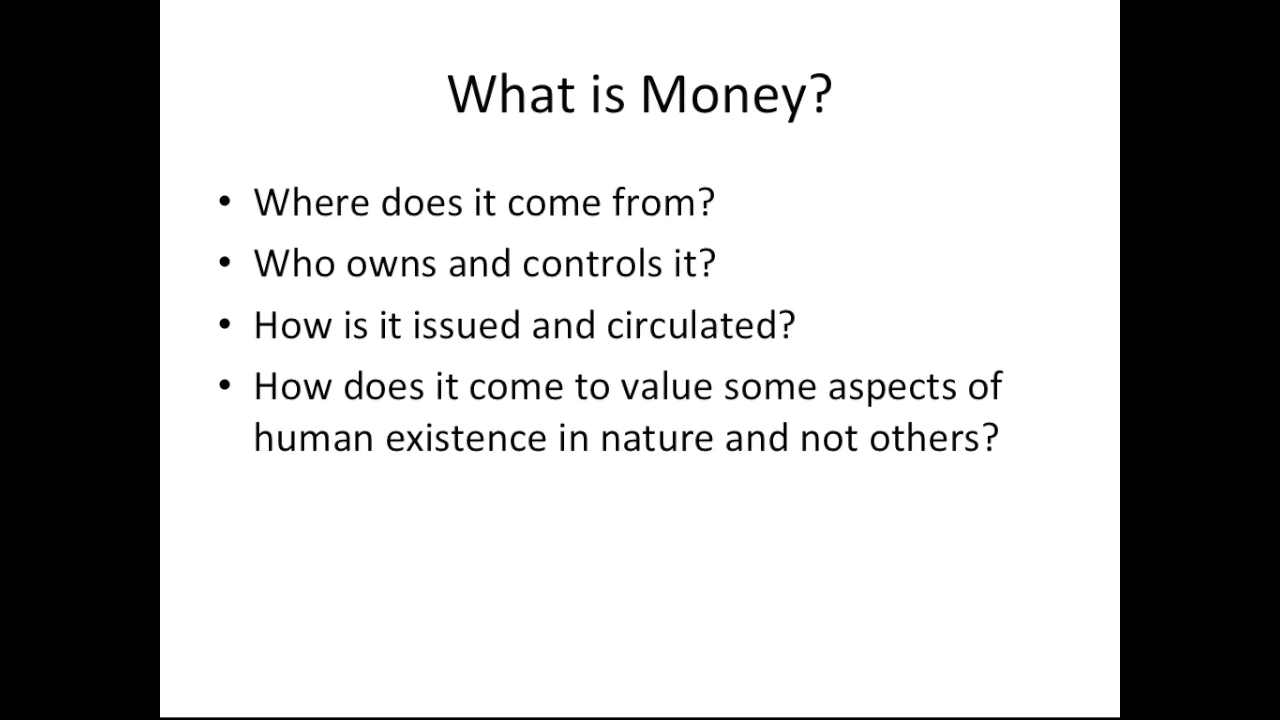 What is Money?
• Where does it come from?
• Who owns and controls it?
• How is it issued and circulated?
• How does it come to value some aspects of
human existence in nature and not others?